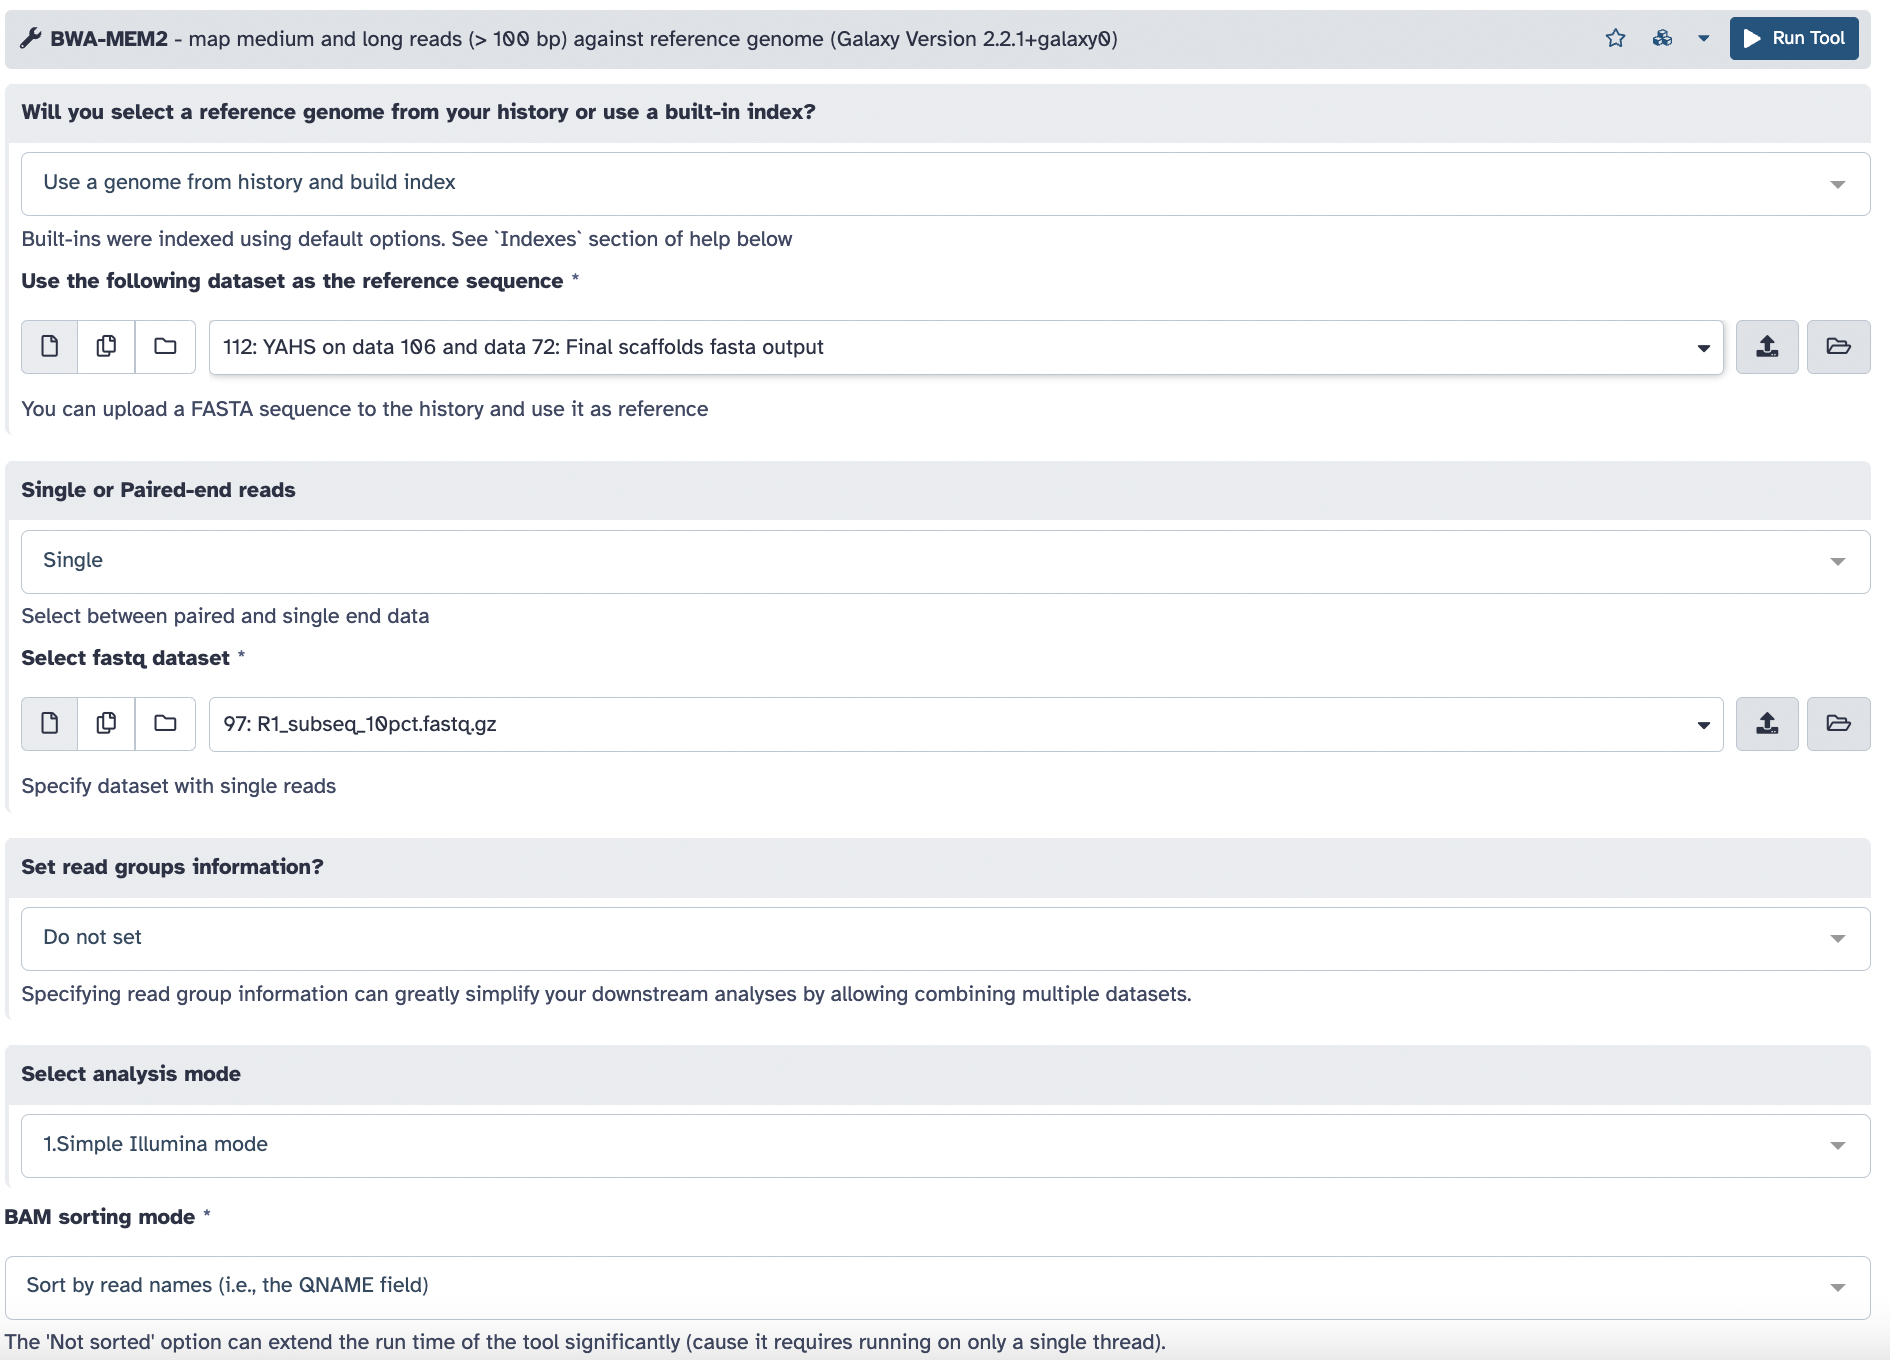 BWA-MEM2 - map medium and long reads (> 100 bp) against reference genome (Galaxy Version 2.2.1+galaxy0)
Run Tool
Will you select a reference genome from your history or use a built-in index?
Use a genome from history and build index
Built-ins were indexed using default options. See `Indexes` section of help below
Use the following dataset as the reference sequence *
112: YAHS on data 106 and data 72: Final scaffolds fasta output
You can upload a FASTA sequence to the history and use it as reference
Single or Paired-end reads
Single
Select between paired and single end data
Select fastq dataset *
97: R1_subseq_10pct.fastq.gz
Specify dataset with single reads
Set read groups information?
Do not set
Specifying read group information can greatly simplify your downstream analyses by allowing combining multiple datasets.
Select analysis mode
1.Simple Illumina mode
BAM sorting mode *
Sort by read names (i.e., the QNAME field)
The 'Not sorted' option can extend the run time of the tool significantly (cause it requires running on only a single thread).